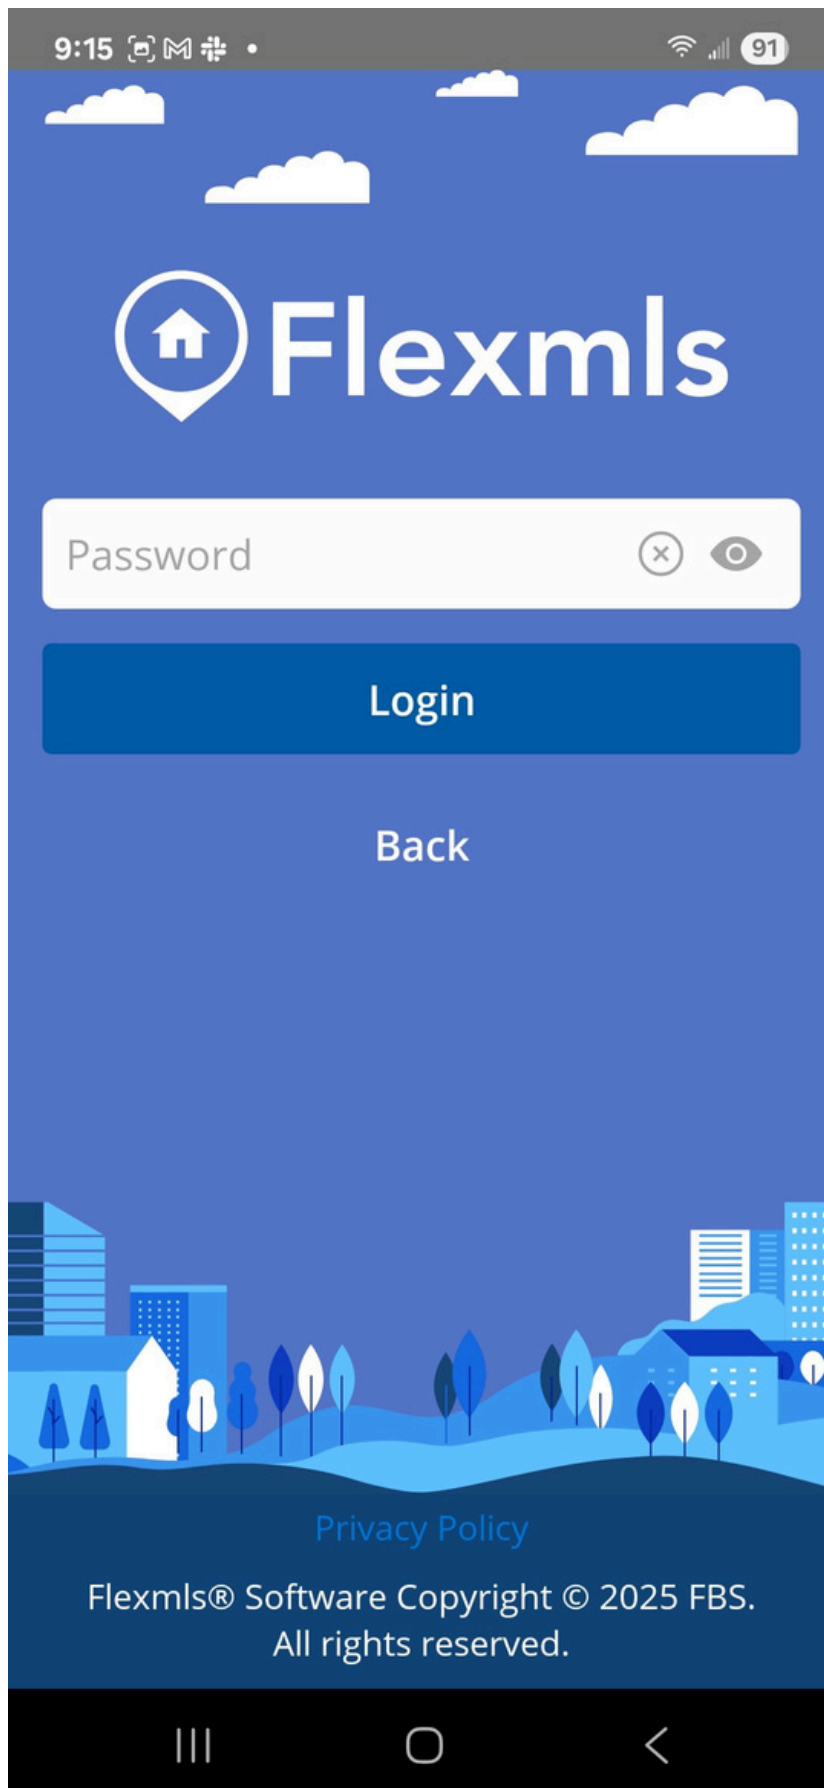 9:15
91
Flexmls
Password
Login
Back
Privacy Policy
Flexmls® Software Copyright © 2025 FBS.
All rights reserved.